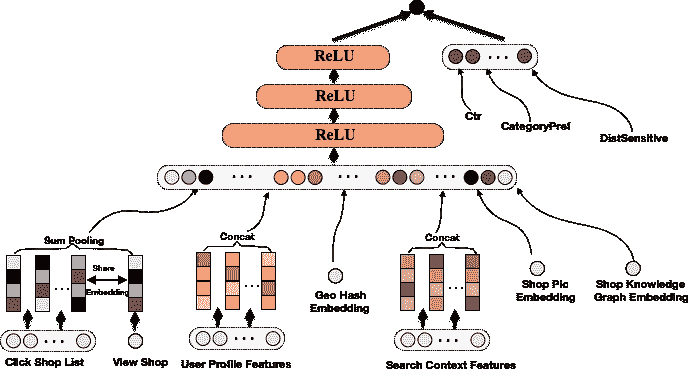 ReLU
ReLU
ReLU
Ctr
CategoryPref
DistSensitive
Sum Pooling
Concat
Concat
Share
Embedding
Geo Hash
Embedding
Shop Pic
Embedding
Shop Knowledge
Graph Embedding
Click Shop List
View Shop
User Profile Features
Search Context Features